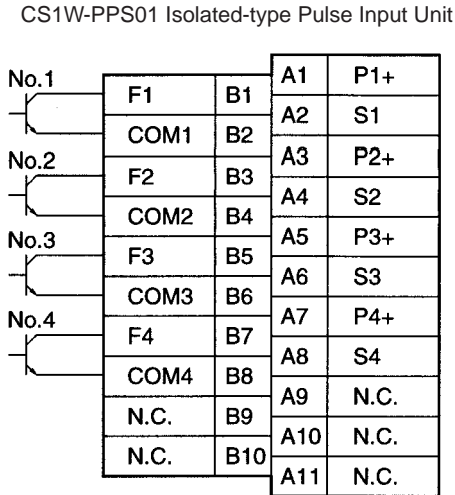 CS1W-PPS01 Isolated-type Pulse Input Unit
A1 P1+
No.1
F1 B1
A2 S1
COM1 B2
A3 P2+
No.2
F2 B3
A4 S2
COM2 B4
A5 P3+
No.3
F3 B5
A6 S3
COM3 B6
A7 P4+
No.4
F4 B7
A8 S4
COM4 B8
A9 N.C.
N.C. B9
A10 N.C.
N.C. B10
A11 N.C.